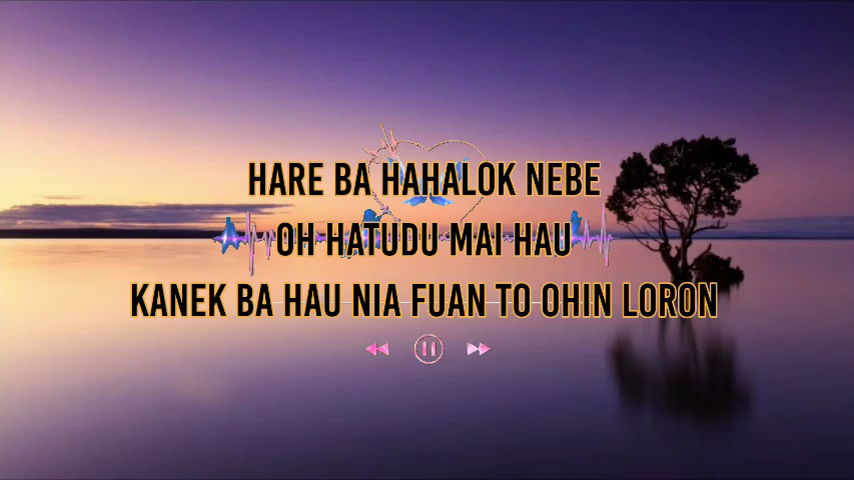 HARE BA HAHALOK NEBE
OH HATUDU MAI HAU
KANEK BA HAU NIA FUAN TO OHIN LORON